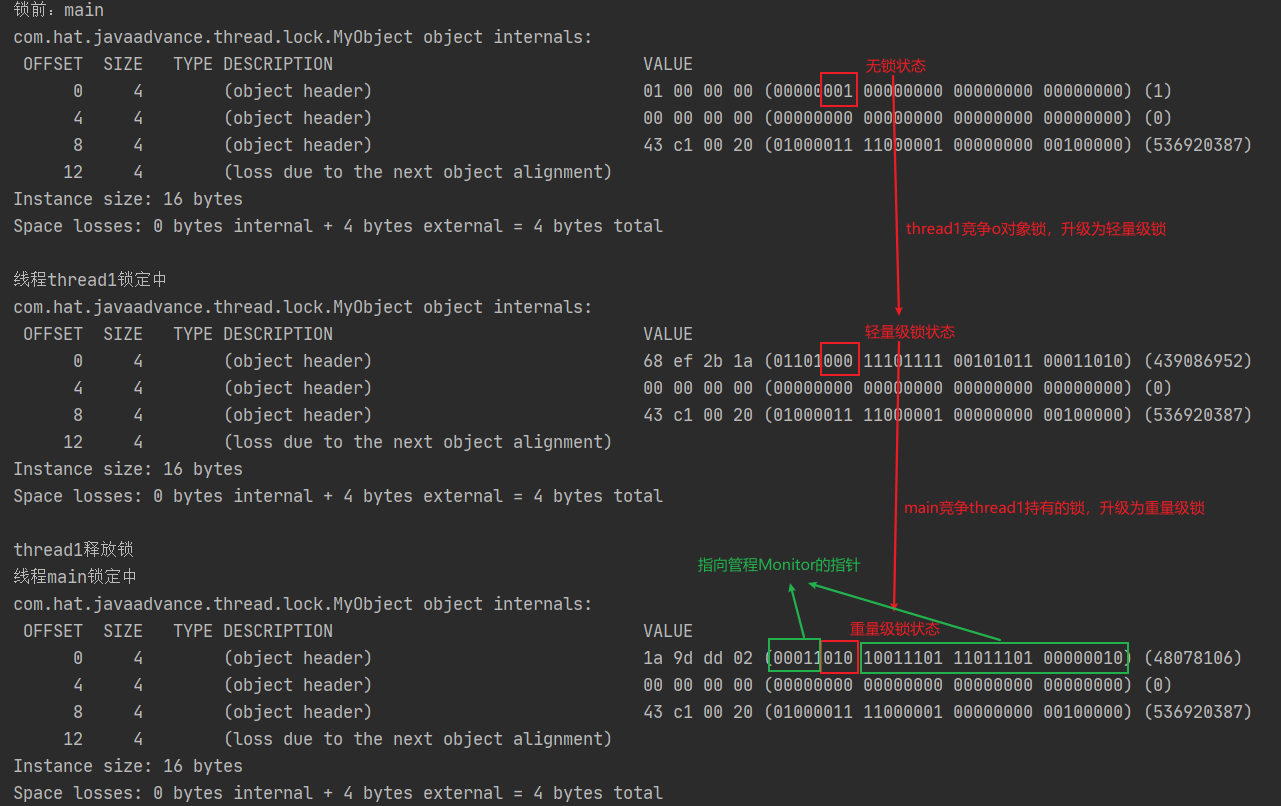 锁前：main
com.hat.javaadvance.thread.lock.MyObject object internals:
OFFSET  SIZE   TYPE DESCRIPTION                               VALUE
无锁状态
0     4        (object header)                           01 00 00 00 (00000001 00000000 00000000 00000000) (1)
4     4        (object header)                           00 00 00 00 (00000000 00000000 00000000 00000000) (0)
8     4        (object header)                           43 c1 00 20 (01000011 11000001 00000000 00100000) (536920387)
12     4        (loss due to the next object alignment)
Instance size: 16 bytes
Space losses: 0 bytes internal + 4 bytes external = 4 bytes total
thread1竞争o对象锁，升级为轻量级锁
线程thread1锁定中
com.hat.javaadvance.thread.lock.MyObject object internals:
OFFSET  SIZE   TYPE DESCRIPTION                               VALUE
轻量级锁状态
0     4        (object header)                           68 ef 2b 1a (01101000 11101111 00101011 00011010) (439086952)
4     4        (object header)                           00 00 00 00 (00000000 00000000 00000000 00000000) (0)
8     4        (object header)                           43 c1 00 20 (01000011 11000001 00000000 00100000) (536920387)
12     4        (loss due to the next object alignment)
Instance size: 16 bytes
Space losses: 0 bytes internal + 4 bytes external = 4 bytes total
main竞争thread1持有的锁，升级为重量级锁
thread1释放锁
指向管程Monitor的指针
线程main锁定中
com.hat.javaadvance.thread.lock.MyObject object internals:
OFFSET  SIZE   TYPE DESCRIPTION                               VALUE
重量级锁状态
0     4        (object header)                           1a 9d dd 02 (00011010 10011101 11011101 00000010) (48078106)
4     4        (object header)                           00 00 00 00 (00000000 00000000 00000000 00000000) (0)
8     4        (object header)                           43 c1 00 20 (01000011 11000001 00000000 00100000) (536920387)
12     4        (loss due to the next object alignment)
Instance size: 16 bytes
Space losses: 0 bytes internal + 4 bytes external = 4 bytes total